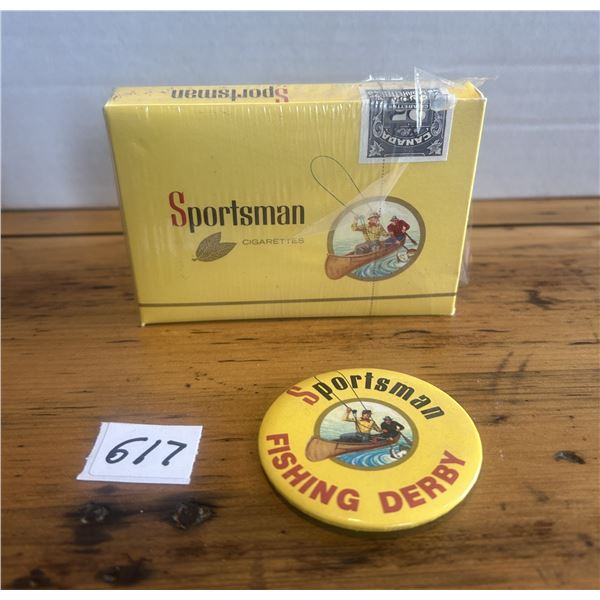 Sportsman
CANADA
Sportsman
CIGARETTES
617
Sportsman
FISHING DERBY